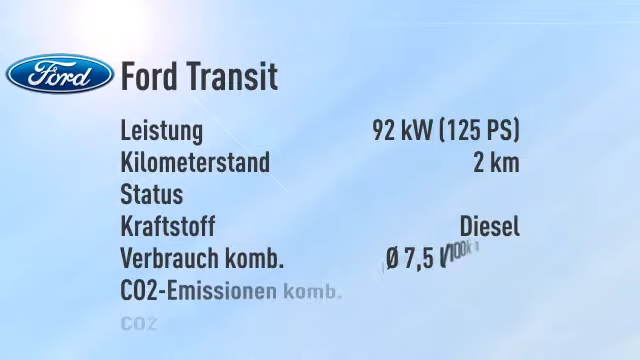 Ford Ford Transit
Leistung 92 kW (125 PS)
Kilometerstand 2 km
Status
Kraftstoff Diesel
Verbrauch komb. Ø 7,5 l/100k
CO2-Emissionen komb.
CO2